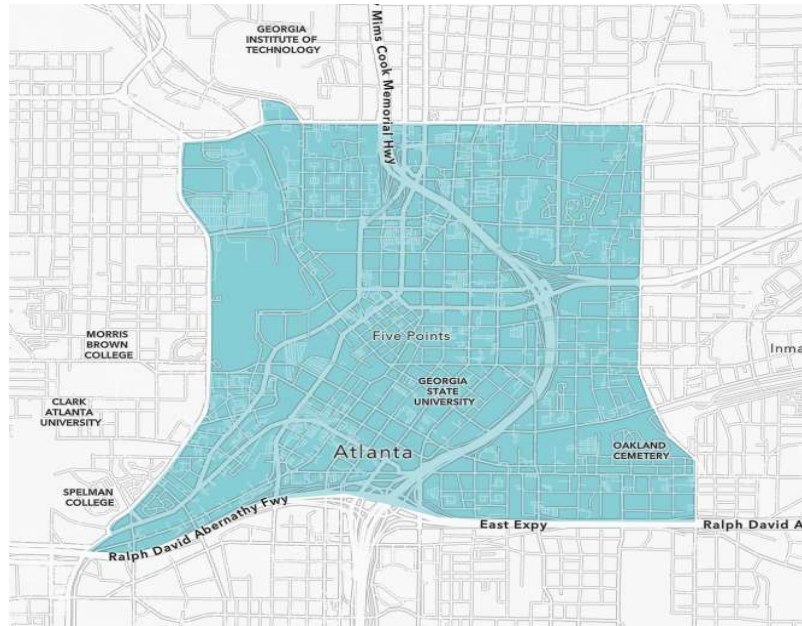 GEORGIA
INSTITUTE OF
TECHNOLOGY
Mims Cook Memorial Hwy
Five Points
MORRIS
BROWN
COLLEGE
Inma
GEORGIA
STATE
UNIVERSITY
CLARK
ATLANTA
UNIVERSITY
Atlanta
OAKLAND
CEMETERY
SPELMAN
COLLEGE
Ralph David Abernathy Fwy
East Expy
Ralph David A